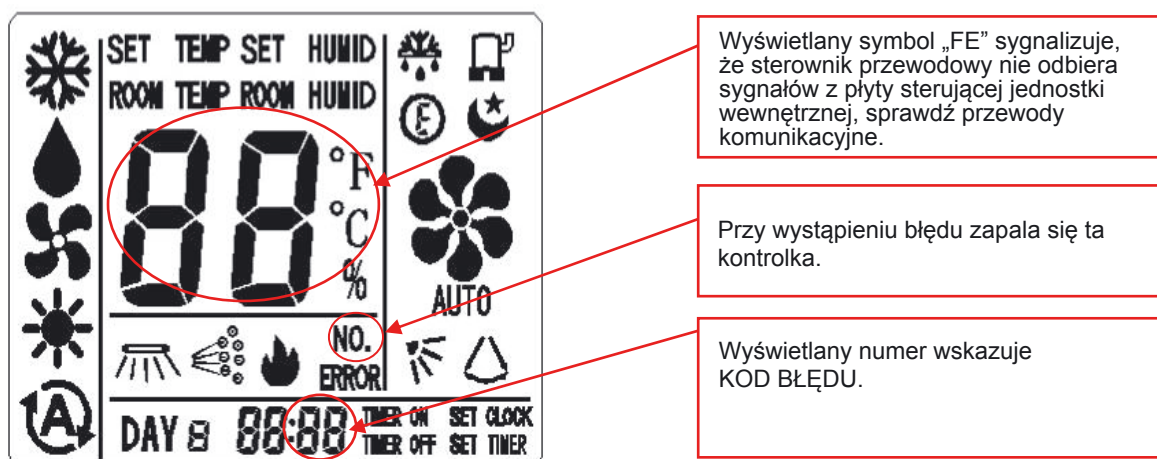 SET TEMP SET HUMID
ROOM TEMP ROOM HUMID
88 °F
°C
%
E
AUTO
NO.
ERROR
A
DAY 8 88:88 TIMER ON SET CLOCK
TIMER OFF SET TIMER
Wyświetlany symbol „FE” sygnalizuje,
że sterownik przewodowy nie odbiera
sygnałów z płyty sterującej jednostki
wewnętrznej, sprawdź przewody
komunikacyjne.
Przy wystąpieniu błędu zapala się ta
kontrolka.
Wyświetlany numer wskazuje
KOD BŁĘDU.